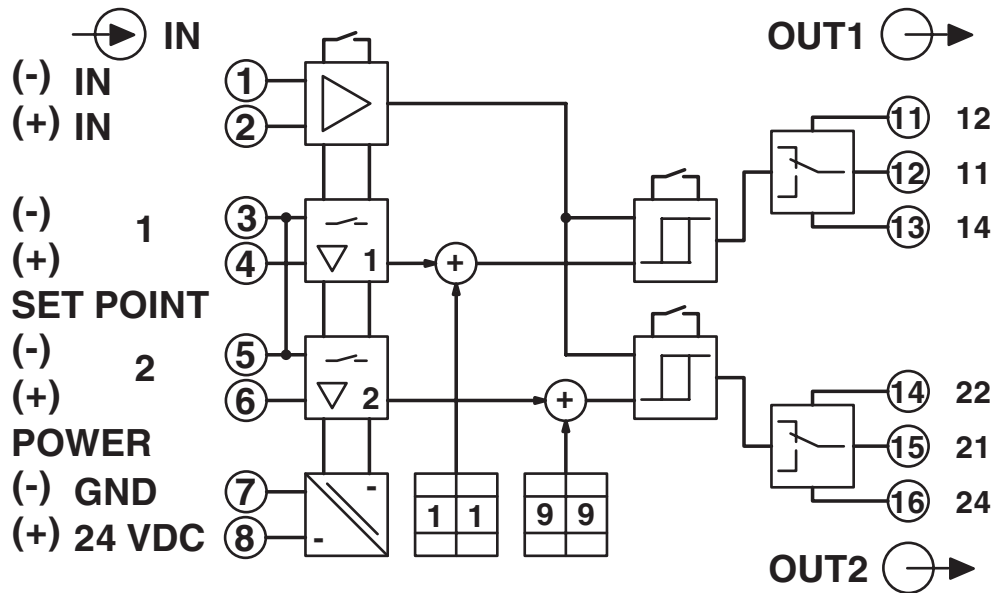 IN OUT1
(-) IN 1
(+) IN 2
11 12
12 11
13 14
(-) 3
1
(+) 4 1 +
SET POINT
(-) 5
2
(+) 6 2 +
14 22
POWER
15 21
(-) GND 7 -
16 24
1 1 9 9
(+) 24 VDC 8 -
OUT2